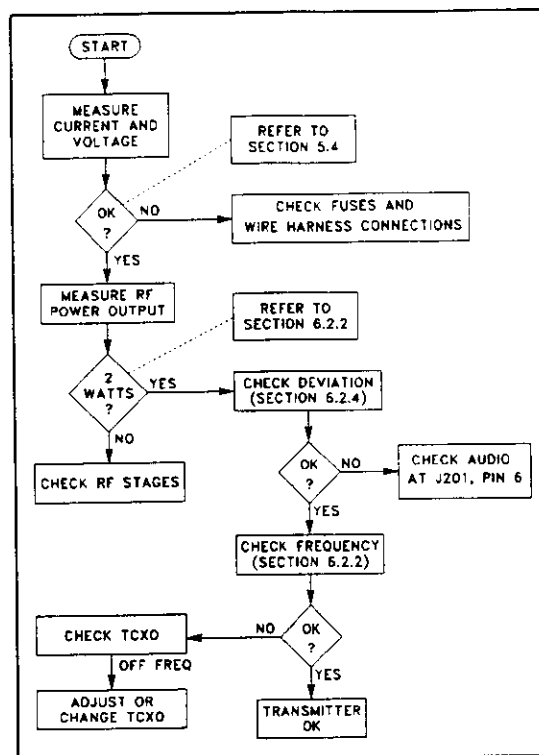 START
MEASURE
CURRENT AND
VOLTAGE
REFER TO
SECTION 5.4
OK
?
NO
CHECK FUSES AND
WIRE HARNESS CONNECTIONS
YES
MEASURE RF
POWER OUTPUT
REFER TO
SECTION 6.2.2
2
WATTS
?
YES
CHECK DEVIATION
(SECTION 6.2.4)
NO
CHECK RF STAGES
OK
?
NO
CHECK AUDIO
AT J201, PIN 6
YES
CHECK FREQUENCY
(SECTION 6.2.2)
OK
?
NO
CHECK TCXO
OFF FREQ
ADJUST OR
CHANGE TCXO
YES
TRANSMITTER
OK